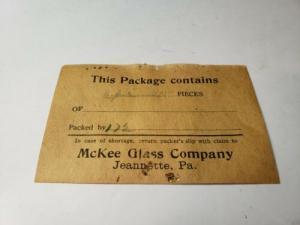 This Package contains
PIECES
OF
Packed by 172
In case of shortage, return packer's slip with claim to
McKee Glass Company
Jeannette, Pa.